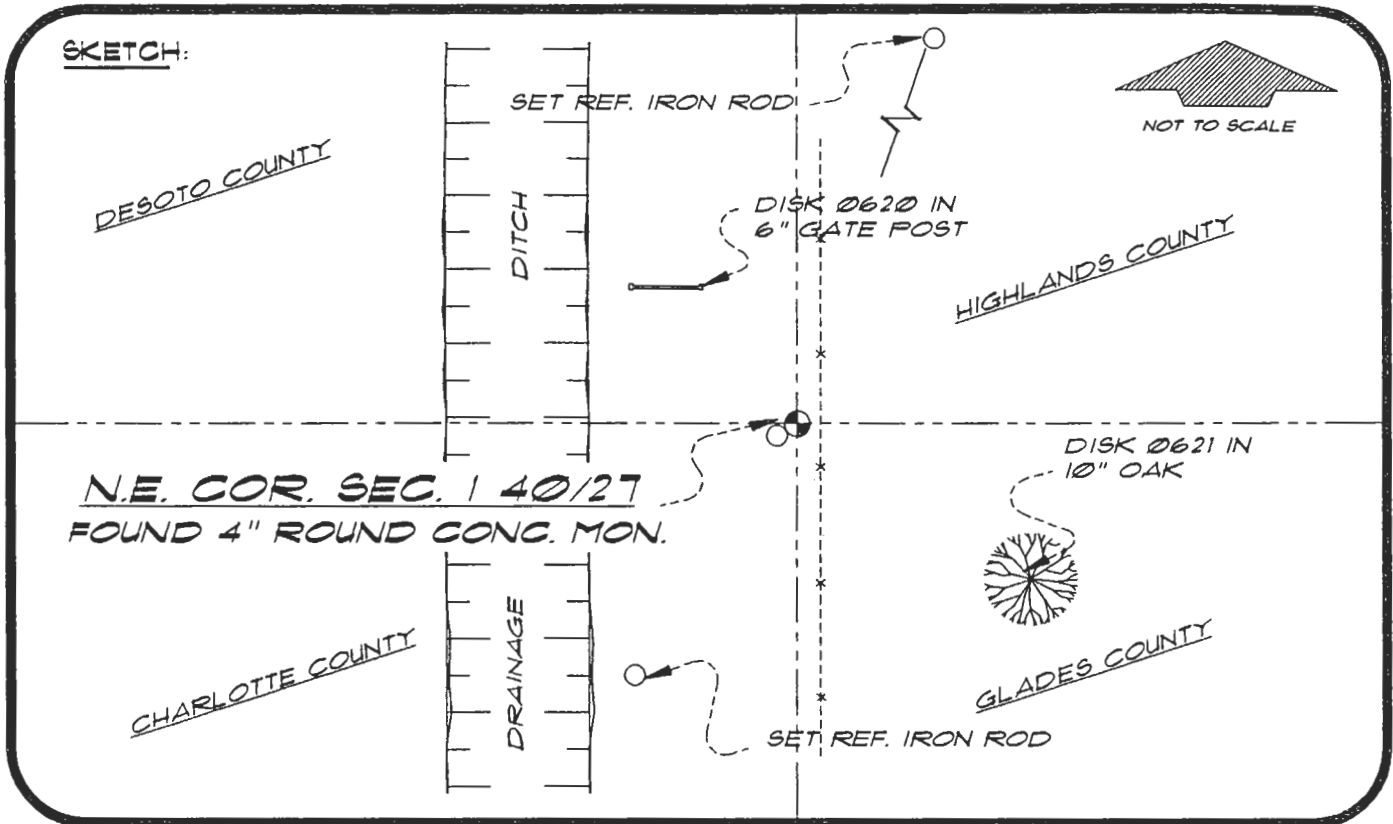 SKETCH:
SET REF. IRON ROD
NOT TO SCALE
DESOTO COUNTY
DITCH
DISK 0620 IN
6" GATE POST
HIGHLANDS COUNTY
N.E. COR. SEC. 1 40/27
FOUND 4" ROUND CONC. MON.
DISK 0621 IN
10" OAK
CHARLOTTE COUNTY
DRAINAGE
GLADES COUNTY
SET REF. IRON ROD